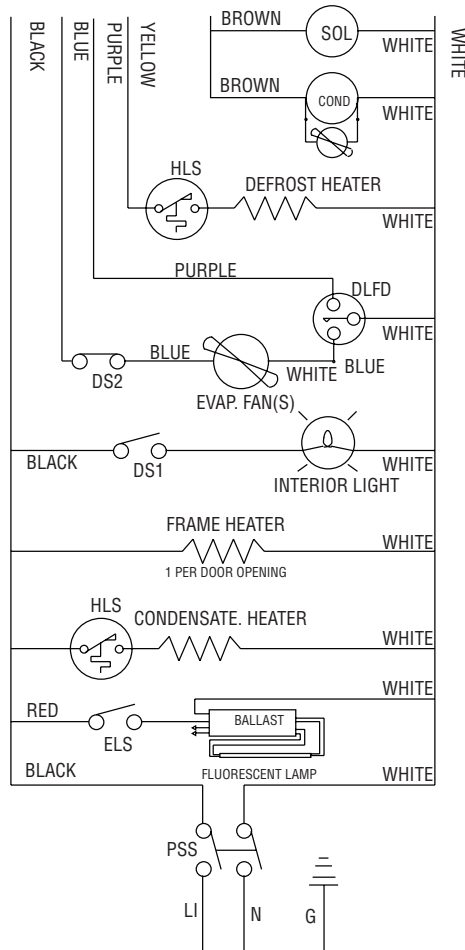 BLACK
BLUE
PURPLE
YELLOW
BROWN
SOL
WHITE
WHITE
BROWN
COND
WHITE
HLS
DEFROST HEATER
WHITE
PURPLE
DLFD
WHITE
BLUE
WHITE
BLUE
DS2
EVAP. FAN(S)
BLACK
DS1
WHITE
INTERIOR LIGHT
FRAME HEATER
WHITE
1 PER DOOR OPENING
HLS
CONDENSATE. HEATER
WHITE
WHITE
RED
BALLAST
ELS
BLACK
FLUORESCENT LAMP
WHITE
PSS
LI
N
G